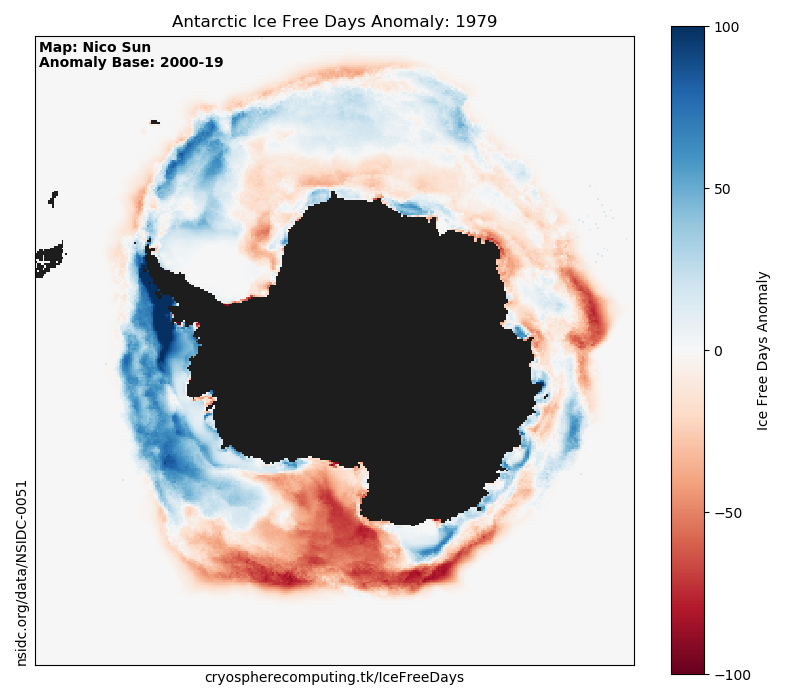 Antarctic Ice Free Days Anomaly: 1979
Map: Nico Sun
Anomaly Base: 2000-19
100
50
0
−50
−100
Ice Free Days Anomaly
nsidc.org/data/NSIDC-0051
cryospherecomputing.tk/IceFreeDays